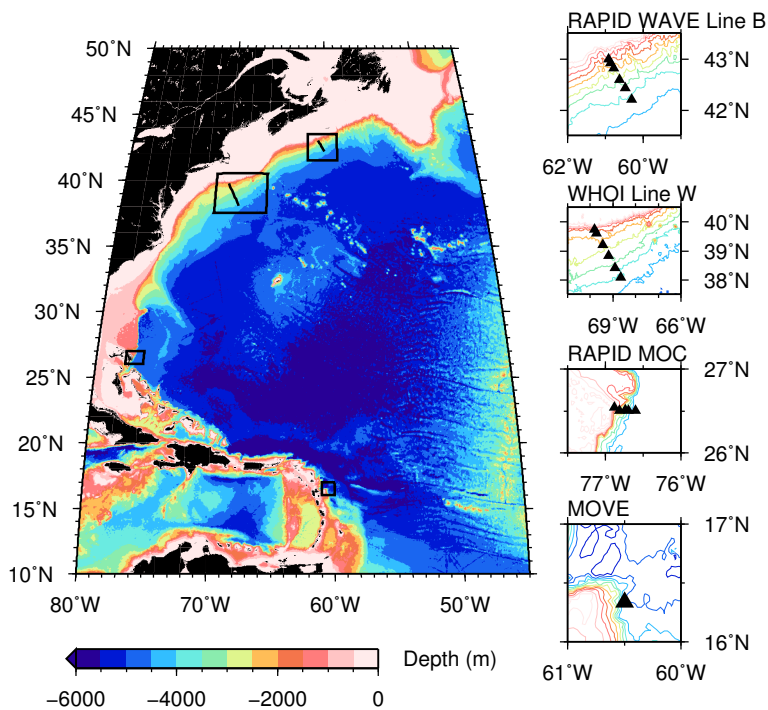 50˚N
45˚N
40˚N
35˚N
30˚N
25˚N
20˚N
15˚N
10˚N
80˚W 70˚W 60˚W 50˚W
Depth (m)
−6000 −4000 −2000 0
RAPID WAVE Line B
43˚N
42˚N
62˚W 60˚W
WHOI Line W
40˚N
39˚N
38˚N
69˚W 66˚W
RAPID MOC
27˚N
26˚N
77˚W 76˚W
MOVE
17˚N
16˚N
61˚W 60˚W